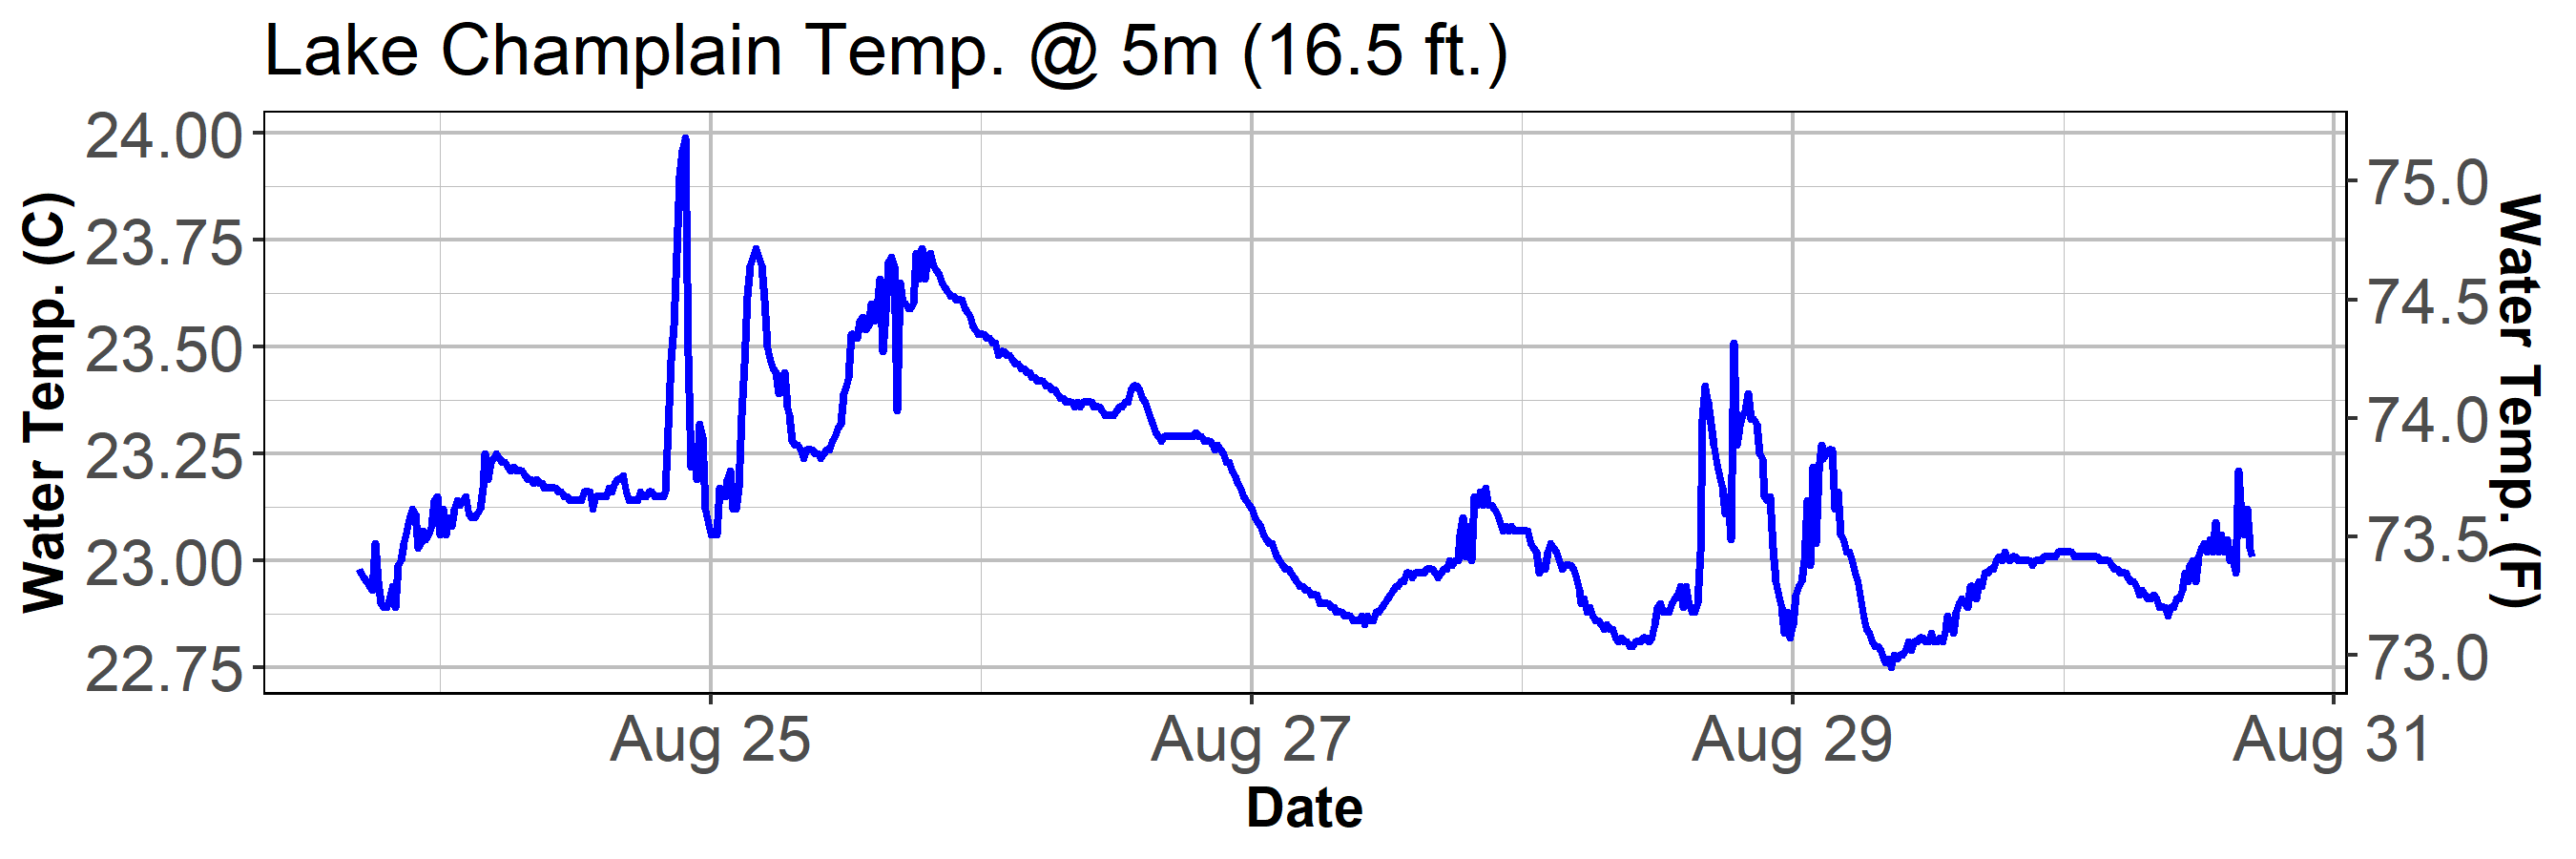 Lake Champlain Temp. @ 5m (16.5 ft.)
Water Temp. (C)
24.00
23.75
23.50
23.25
23.00
22.75
75.0
74.5
74.0
73.5
73.0
Water Temp. (F)
Aug 25
Aug 27
Aug 29
Aug 31
Date